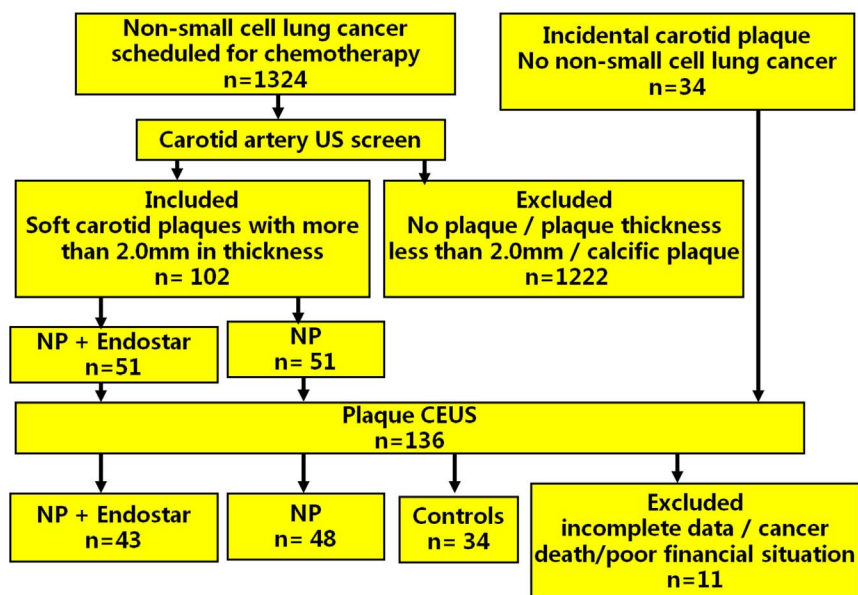 Non-small cell lung cancer
scheduled for chemotherapy
n=1324
Incidental carotid plaque
No non-small cell lung cancer
n=34
Carotid artery US screen
Included
Soft carotid plaques with more
than 2.0mm in thickness
n= 102
Excluded
No plaque / plaque thickness
less than 2.0mm / calcific plaque
n=1222
NP + Endostar
n=51
NP
n= 51
Plaque CEUS
n=136
NP + Endostar
n=43
NP
n= 48
Controls
n= 34
Excluded
incomplete data / cancer
death/poor financial situation
n=11